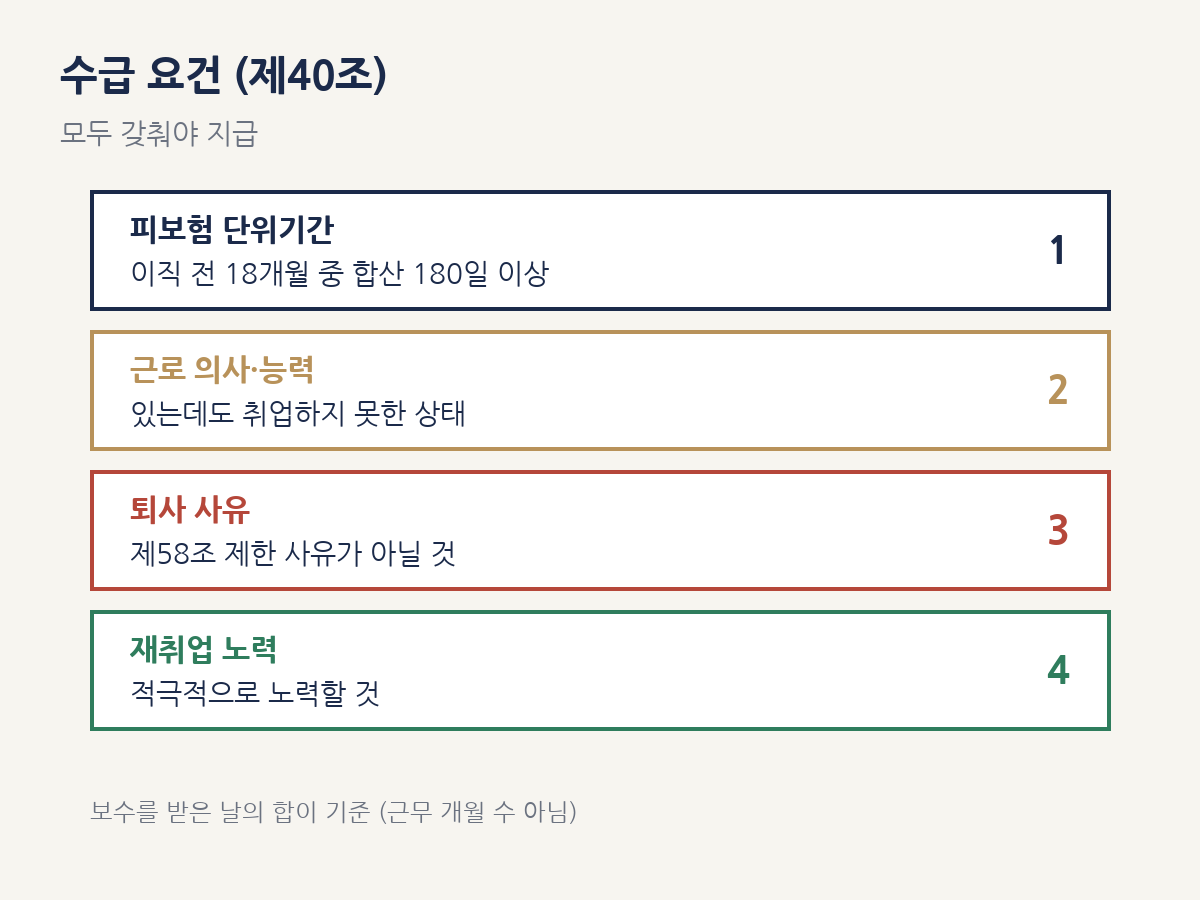 수급 요건 (제40조)
모두 갖춰야 지급
피보험 단위기간
이직 전 18개월 중 합산 180일 이상
1
근로 의사·능력
있는데도 취업하지 못한 상태
2
퇴사 사유
제58조 제한 사유가 아닐 것
3
재취업 노력
적극적으로 노력할 것
4
보수를 받은 날의 합이 기준 (근무 개월 수 아님)